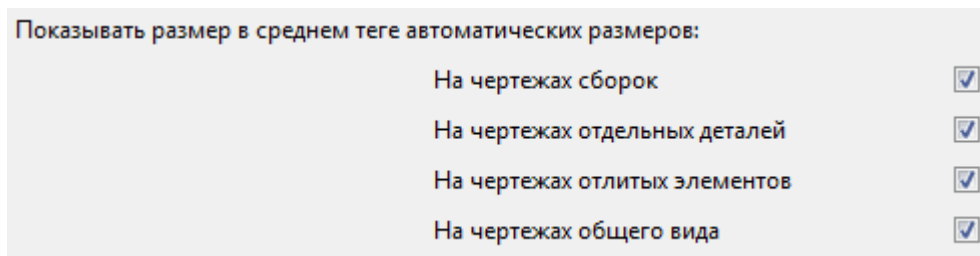 Показывать размер в среднем теге автоматических размеров:
На чертежах сборок
На чертежах отдельных деталей
На чертежах отлитых элементов
На чертежах общего вида